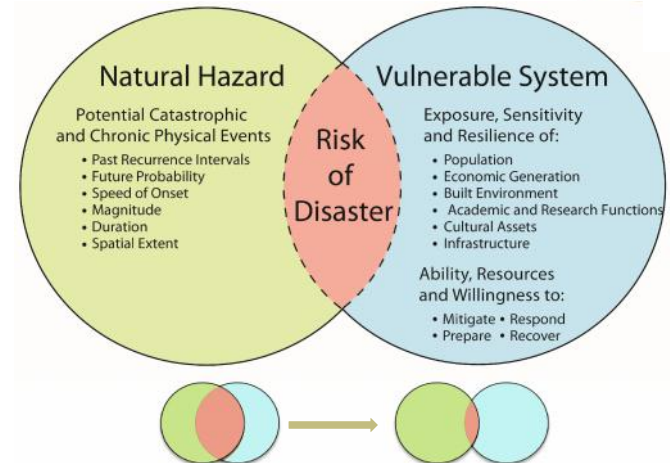 Natural Hazard
Potential Catastrophic
and Chronic Physical Events
• Past Recurrence Intervals
• Future Probability
• Speed of Onset
• Magnitude
• Duration
• Spatial Extent
Risk
of
Disaster
Vulnerable System
Exposure, Sensitivity
and Resilience of:
• Population
• Economic Generation
• Built Environment
• Academic and Research Functions
• Cultural Assets
• Infrastructure
Ability, Resources
and Willingness to:
• Mitigate • Respond
• Prepare • Recover